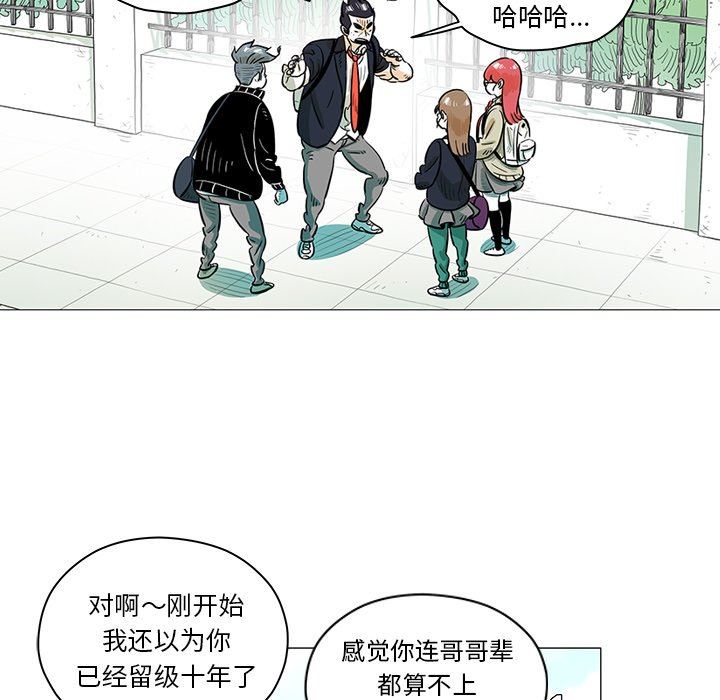 哈哈哈...
对啊～刚开始
我还以为你
已经留级十年了
感觉你连哥哥辈
都算不上